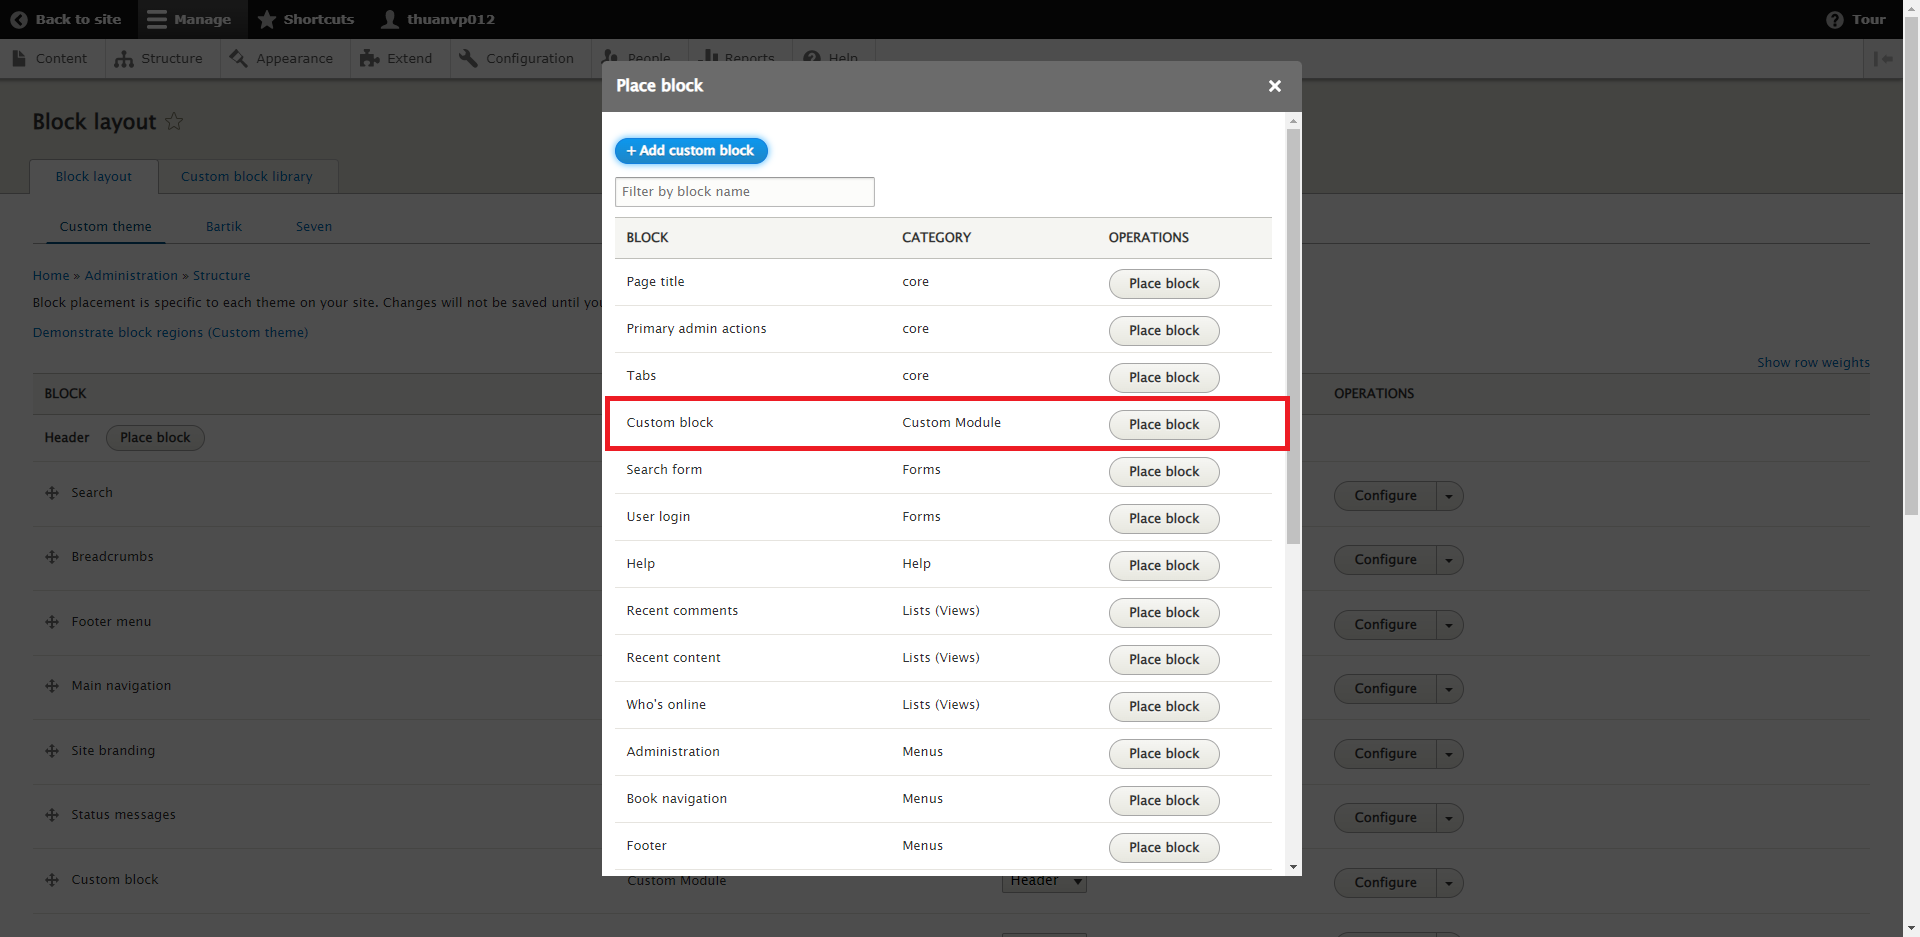 Back to site Manage Shortcuts thuanvp012 Tour
Content Structure Appearance Extend Configuration People Reports Help
Block layout
Block layout Custom block library
Custom theme Bartik Seven
Home » Administration » Structure
Block placement is specific to each theme on your site. Changes will not be saved until you
Demonstrate block regions (Custom theme)
Show row weights
BLOCK OPERATIONS
Header Place block
Search Configure
Breadcrumbs Configure
Footer menu Configure
Main navigation Configure
Site branding Configure
Status messages Configure
Custom block Custom Module Header Configure
Place block
+ Add custom block
Filter by block name
BLOCK CATEGORY OPERATIONS
Page title core Place block
Primary admin actions core Place block
Tabs core Place block
Custom block Custom Module Place block
Search form Forms Place block
User login Forms Place block
Help Help Place block
Recent comments Lists (Views) Place block
Recent content Lists (Views) Place block
Who's online Lists (Views) Place block
Administration Menus Place block
Book navigation Menus Place block
Footer Menus Place block